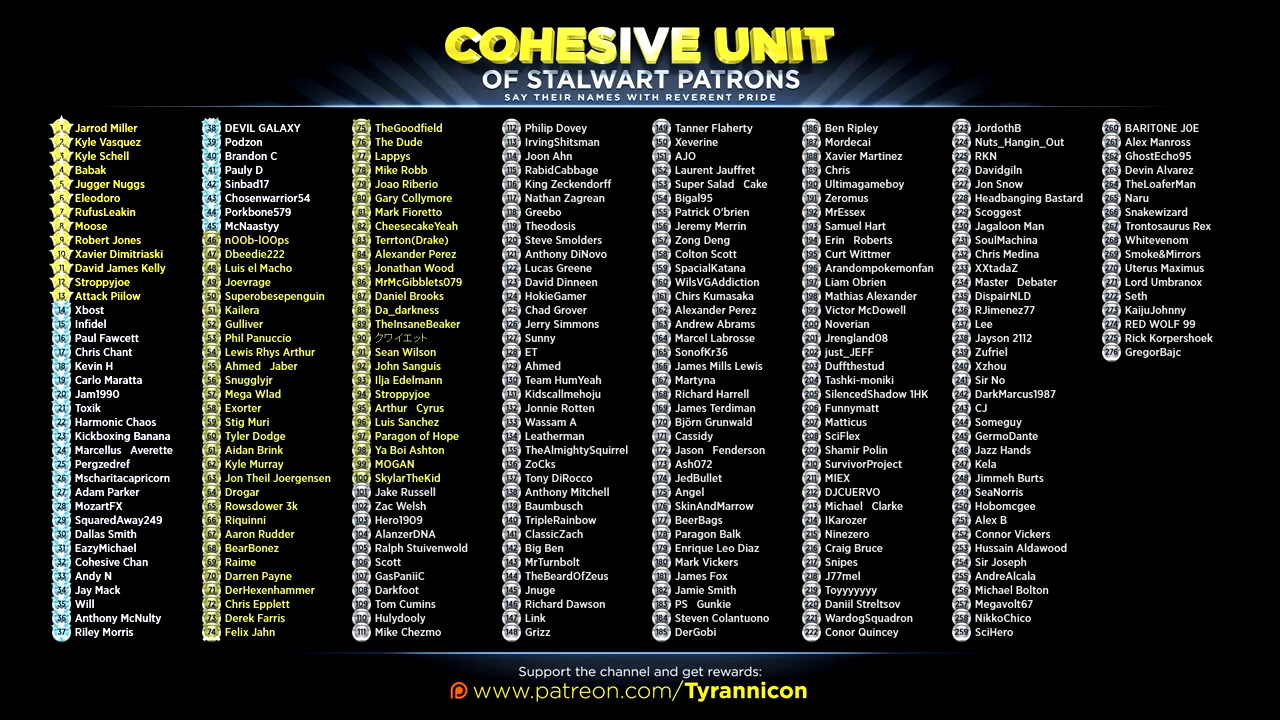 COHESIVE UNIT
OF STALWART PATRONS
SAY THEIR NAMES WITH REVERENT PRIDE
1 Jarrod Miller
2 Kyle Vasquez
3 Kyle Schell
4 Babak
5 Jugger Nuggs
6 Eleodoro
7 RufusLeakin
8 Moose
9 Robert Jones
10 Xavier Dimitriaski
11 David James Kelly
12 Stroppyjoe
13 Attack Piilow
14 Xbost
15 Infidel
16 Paul Fawcett
17 Chris Chant
18 Kevin H
19 Carlo Maratta
20 Jam1990
21 Toxik
22 Harmonic Chaos
23 Kickboxing Banana
24 Marcellus Averette
25 Pergzedref
26 Mscharitacapricorn
27 Adam Parker
28 MozartFX
29 SquaredAway249
30 Dallas Smith
31 EazyMichael
32 Cohesive Chan
33 Andy N
34 Jay Mack
35 Will
36 Anthony McNulty
37 Riley Morris
38 DEVIL GALAXY
39 Podzon
40 Brandon C
41 Pauly D
42 Sinbad17
43 Chosenwarrior54
44 Porkbone579
45 McNaastyy
46 nOOb-lOOps
47 Dbeedie222
48 Luis el Macho
49 Joevrage
50 Superobesepenguin
51 Kailera
52 Gulliver
53 Phil Panuccio
54 Lewis Rhys Arthur
55 Ahmed Jaber
56 Snugglyjr
57 Mega Wlad
58 Exorter
59 Stig Muri
60 Tyler Dodge
61 Aidan Brink
62 Kyle Murray
63 Jon Theil Joergensen
64 Drogar
65 Rowsdower 3k
66 Riquinni
67 Aaron Rudder
68 BearBonez
69 Raime
70 Darren Payne
71 DerHexenhammer
72 Chris Epplett
73 Derek Farris
74 Felix Jahn
75 TheGoodfield
76 The Dude
77 Lappys
78 Mike Robb
79 Joao Riberio
80 Gary Collymore
81 Mark Fioretto
82 CheesecakeYeah
83 Terrton(Drake)
84 Alexander Perez
85 Jonathan Wood
86 MrMcGibblets079
87 Daniel Brooks
88 Da_darkness
89 TheInsaneBeaker
90 クワイエット
91 Sean Wilson
92 John Sanguis
93 Ilja Edelmann
94 Stroppyjoe
95 Arthur Cyrus
96 Luis Sanchez
97 Paragon of Hope
98 Ya Boi Ashton
99 MOGAN
100 SkylarTheKid
101 Jake Russell
102 Zac Welsh
103 Hero1909
104 AlanzerDNA
105 Ralph Stuivenwold
106 Scott
107 GasPaniiC
108 Darkfoot
109 Tom Cumins
110 Hulydooly
111 Mike Chezmo
112 Philip Dovey
113 IrvingShitsman
114 Joon Ahn
115 RabidCabbage
116 King Zeckendorff
117 Nathan Zagrean
118 Greebo
119 Theodosis
120 Steve Smolders
121 Anthony DiNovo
122 Lucas Greene
123 David Dinneen
124 HokieGamer
125 Chad Grover
126 Jerry Simmons
127 Sunny
128 ET
129 Ahmed
130 Team HumYeah
131 Kidscallmehoju
132 Jonnie Rotten
133 Wassam A
134 Leatherman
135 TheAlmightySquirrel
136 ZoCks
137 Tony DiRocco
138 Anthony Mitchell
139 Baumbusch
140 TripleRainbow
141 ClassicZach
142 Big Ben
143 MrTurnbolt
144 TheBeardOfZeus
145 Jnuge
146 Richard Dawson
147 Link
148 Grizz
149 Tanner Flaherty
150 Xeverine
151 AJO
152 Laurent Jauffret
153 Super Salad Cake
154 Bigal95
155 Patrick O'brien
156 Jeremy Merrin
157 Zong Deng
158 Colton Scott
159 SpacialKatana
160 WilsVGAddiction
161 Chirs Kumasaka
162 Alexander Perez
163 Andrew Abrams
164 Marcel Labrosse
165 SonofKr36
166 James Mills Lewis
167 Martyna
168 Richard Harrell
169 James Terdiman
170 Björn Grunwald
171 Cassidy
172 Jason Fenderson
173 Ash072
174 JedBullet
175 Angel
176 SkinAndMarrow
177 BeerBags
178 Paragon Balk
179 Enrique Leo Diaz
180 Mark Vickers
181 James Fox
182 Jamie Smith
183 PS Gunkie
184 Steven Colantuono
185 DerGobi
186 Ben Ripley
187 Mordecai
188 Xavier Martinez
189 Chris
190 Ultimagameboy
191 Zeromus
192 MrEssex
193 Samuel Hart
194 Erin Roberts
195 Curt Wittmer
196 Arandompokemonfan
197 Liam Obrien
198 Mathias Alexander
199 Victor McDowell
200 Noverian
201 Jrengland08
202 just_JEFF
203 Duffthestud
204 Tashki-moniki
205 SilencedShadow 1HK
206 Funnymatt
207 Matticus
208 SciFlex
209 Shamir Polin
210 SurvivorProject
211 MIEX
212 DJCUERVO
213 Michael Clarke
214 IKarozer
215 Ninezero
216 Craig Bruce
217 Snipes
218 J77mel
219 Toyyyyyyy
220 Daniil Streltsov
221 WardogSquadron
222 Conor Quincey
223 JordothB
224 Nuts_Hangin_Out
225 RKN
226 Davidgiln
227 Jon Snow
228 Headbanging Bastard
229 Scoggest
230 Jagaloon Man
231 SoulMachina
232 Chris Medina
233 XXtadaZ
234 Master Debater
235 DispairNLD
236 RJimenez77
237 Lee
238 Jayson 2112
239 Zufriel
240 Xzhou
241 Sir No
242 DarkMarcus1987
243 CJ
244 Someguy
245 GermoDante
246 Jazz Hands
247 Kela
248 Jimmeh Burts
249 SeaNorris
250 Hobomcgee
251 Alex B
252 Connor Vickers
253 Hussain Aldawood
254 Sir Joseph
255 AndreAlcala
256 Michael Bolton
257 Megavolt67
258 NikkoChico
259 SciHero
260 BARITONE JOE
261 Alex Manross
262 GhostEcho95
263 Devin Alvarez
264 TheLoaferMan
265 Naru
266 Snakewizard
267 Trontosaurus Rex
268 Whitevenom
269 Smoke&Mirrors
270 Uterus Maximus
271 Lord Umbranox
272 Seth
273 KaijuJohnny
274 RED WOLF 99
275 Rick Korpershoek
276 GregorBajc
Support the channel and get rewards:
www.patreon.com/Tyrannicon